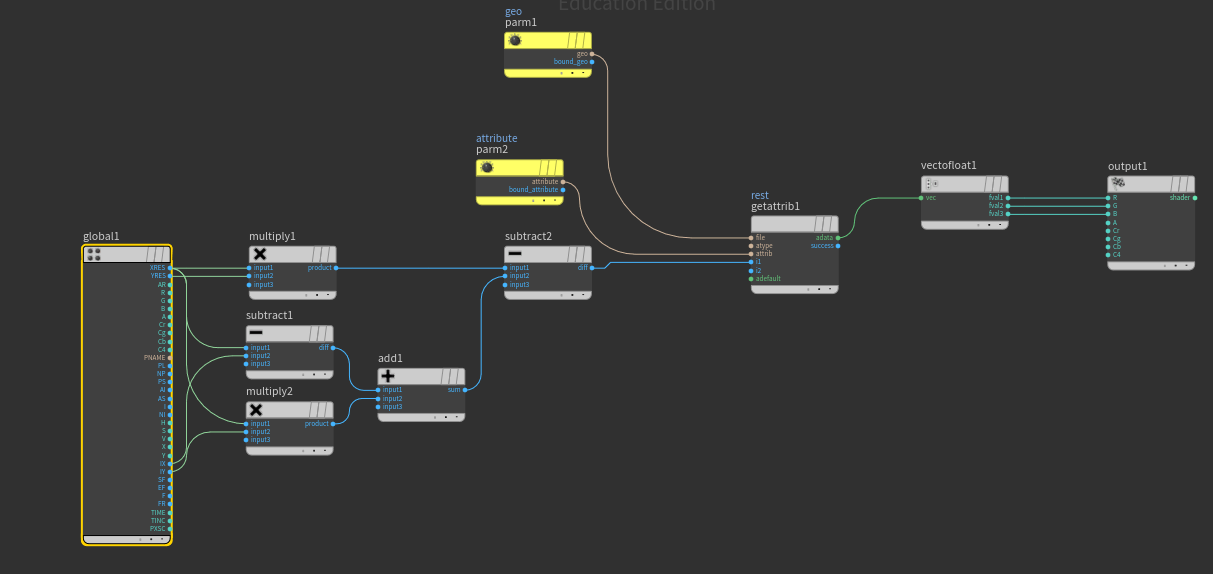 Education Edition
geo
parm1
geo
bound_geo
attribute
parm2
attribute
bound_attribute
rest
getattrib1
file
atype
attrib
i1
i2
adefault
adata
success
vectofloat1
vec
fval1
fval2
fval3
output1
R
G
B
A
Cr
Cg
Cb
C4
shader
global1
XRES
YRES
AR
R
G
B
A
Cr
Cg
Cb
C4
PNAME
PL
NP
PS
AI
AS
I
NI
H
S
V
X
Y
IX
IY
SF
EF
F
FR
TIME
TINC
PXSC
multiply1
input1
input2
input3
product
subtract1
input1
input2
input3
diff
multiply2
input1
input2
input3
product
add1
input1
input2
input3
sum
subtract2
input1
input2
input3
diff